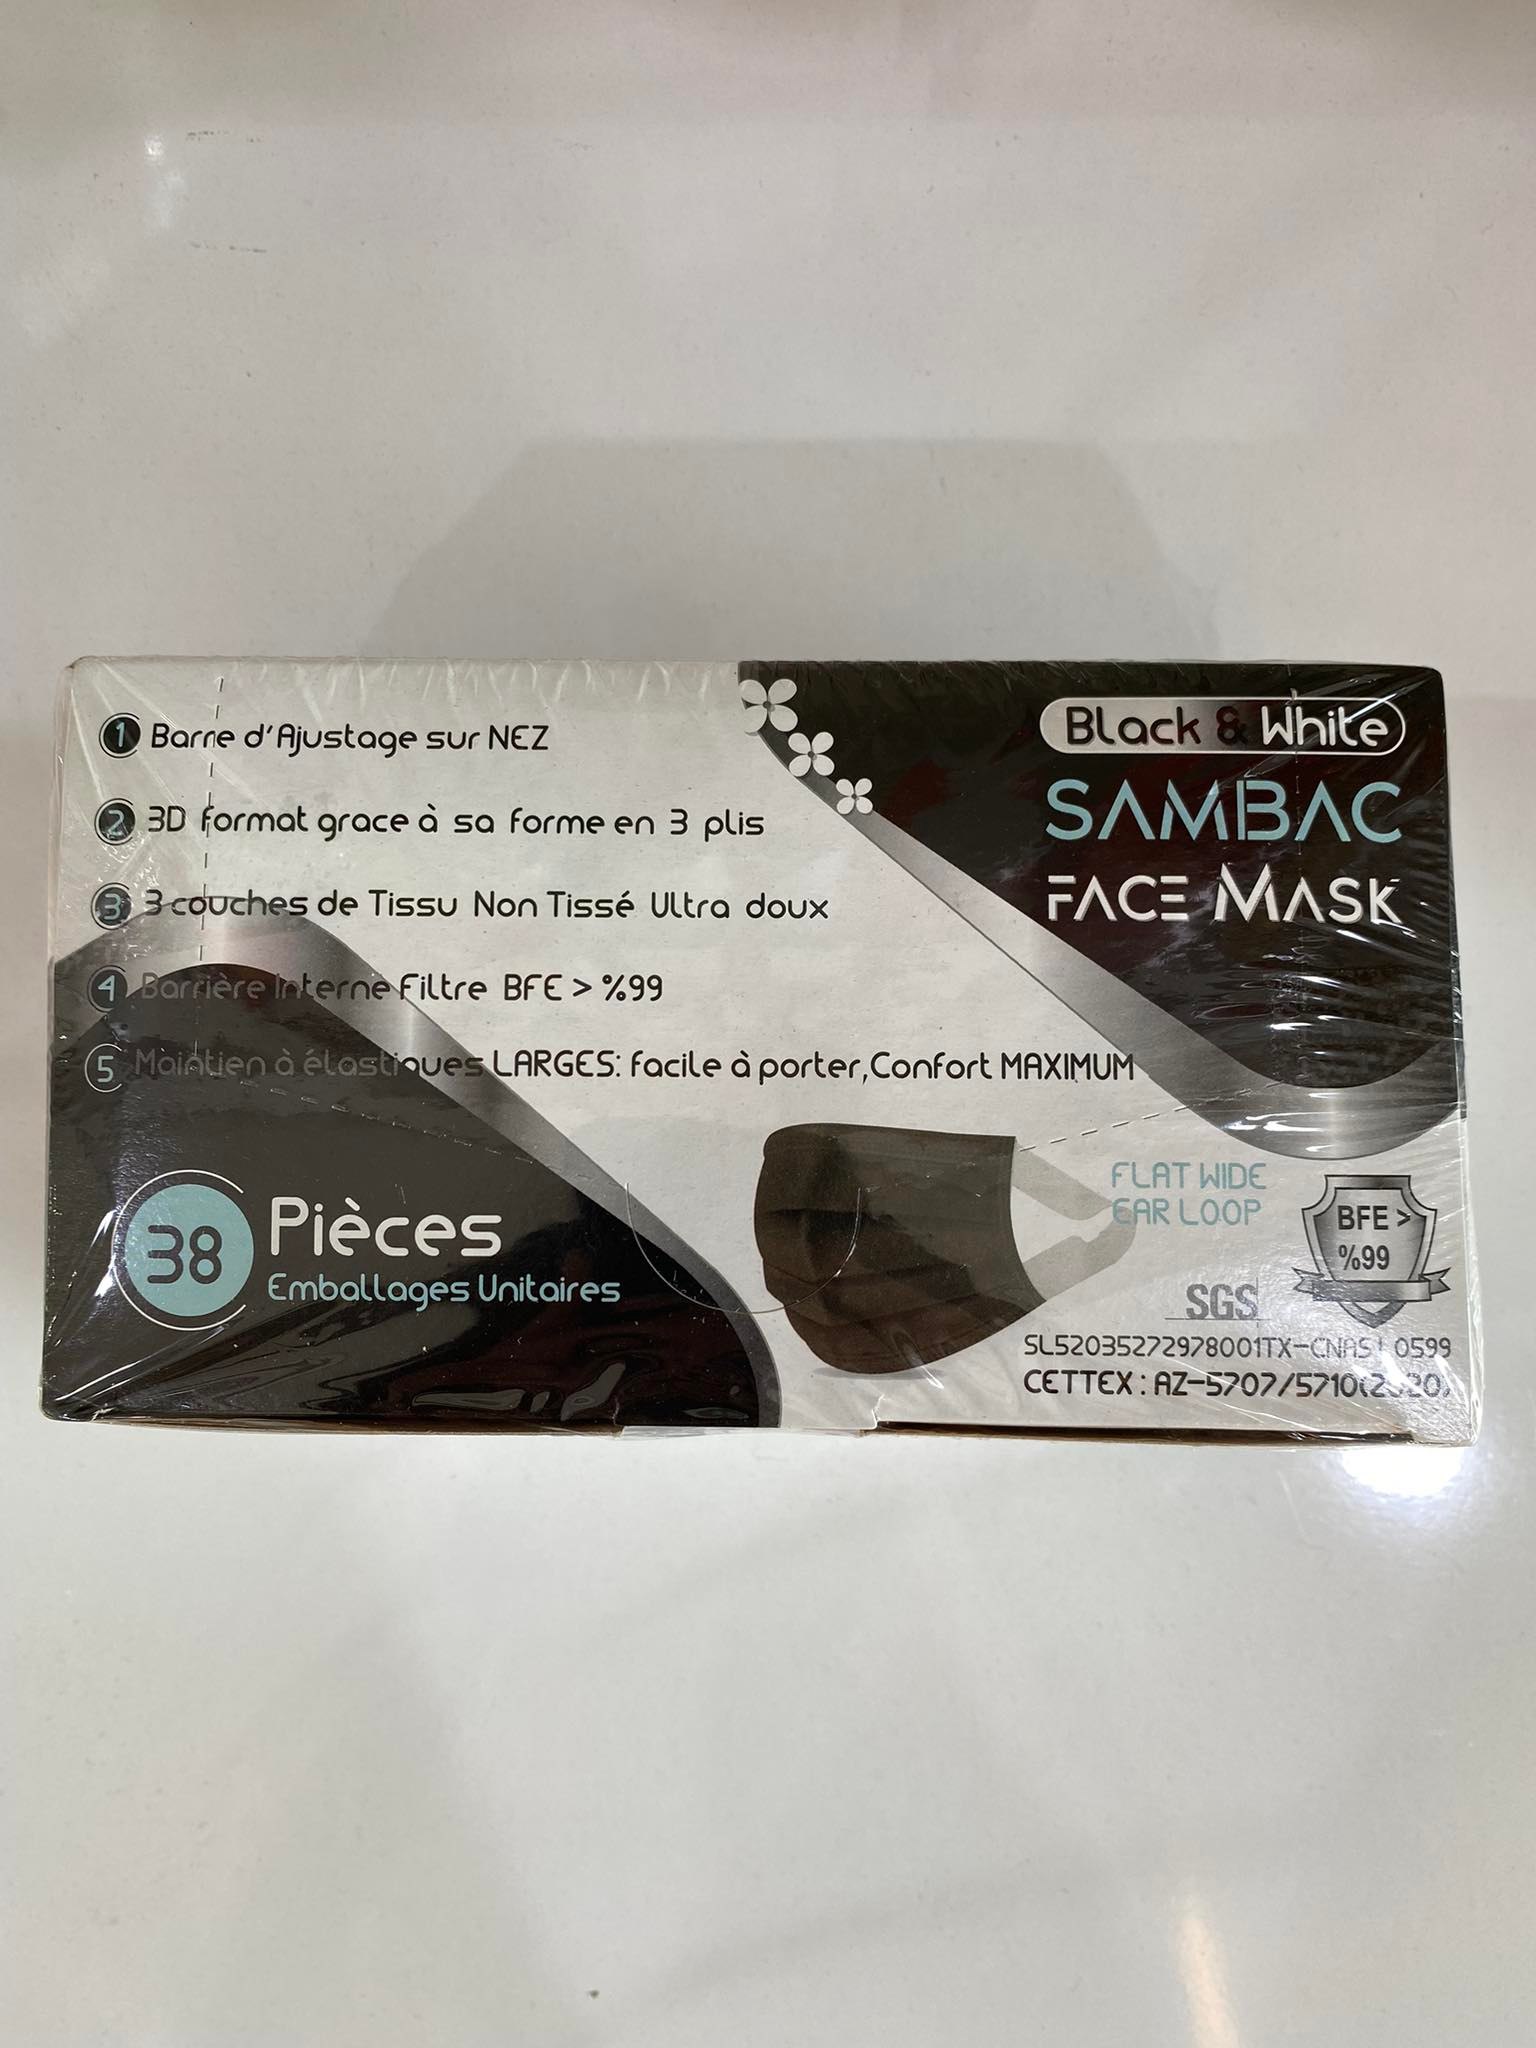 1 Barre d'Ajustage sur NEZ
2 3D format grace à sa forme en 3 plis
3 3 couches de Tissu Non Tissé Ultra doux
4 Barrière Interne Filtre BFE > %99
5 Maintien à élastiques LARGES: facile à porter, Confort MAXIMUM
38 Pièces
Emballages Unitaires
Black & White
SAMBAC
FACE MASK
FLAT WIDE
EAR LOOP
BFE >
%99
SGS
SL52035272978001TX-CNAS L0599
CETTEX: AZ-5707/5710(2020)